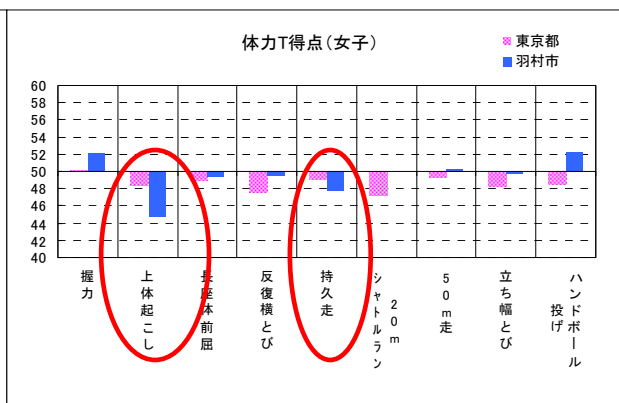 体力T得点(女子)
東京都
羽村市
60
58
56
54
52
50
48
46
44
42
40
握力
上体起こし
長座体前屈
反復横とび
持久走
20m
シャトルラン
50m走
立ち幅とび
ハンドボール
投げ